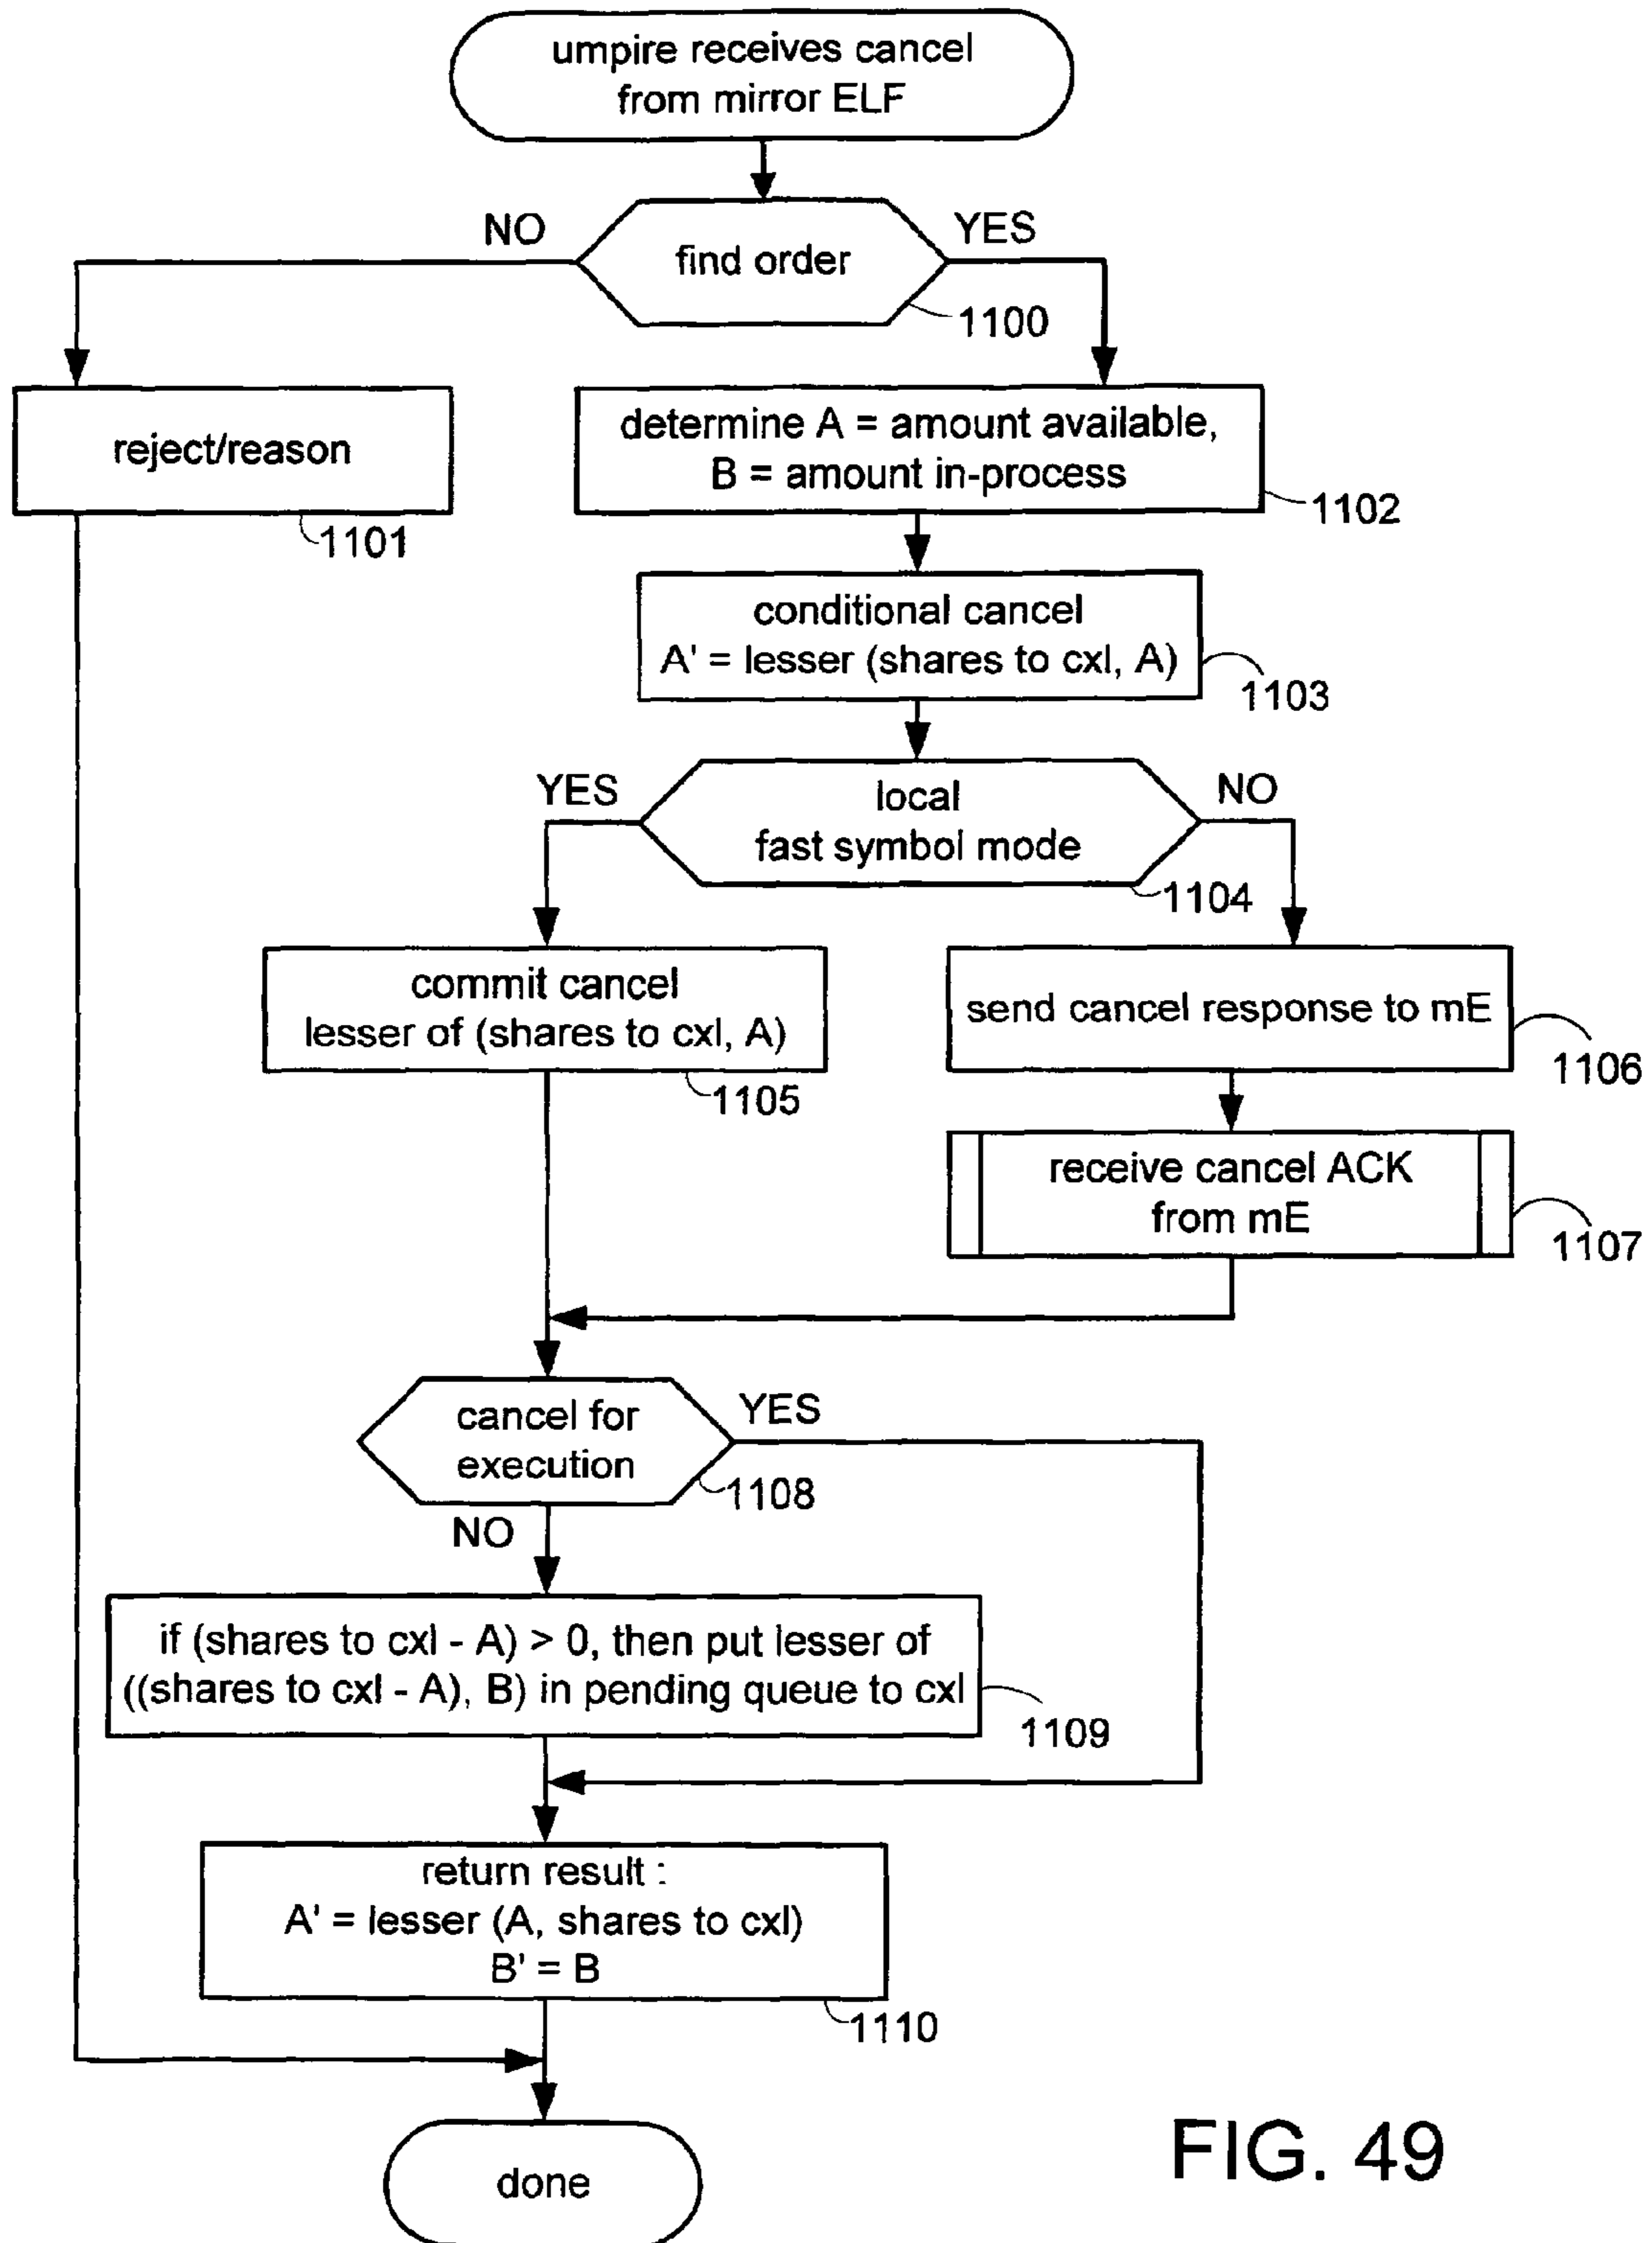 umpire receives cancel
from mirror ELF
NO
YES
find order
1100
reject/reason
1101
determine A = amount available,
B = amount in-process
1102
conditional cancel
A' = lesser (shares to cxl, A)
1103
YES
NO
local
fast symbol mode
1104
commit cancel
lesser of (shares to cxl, A)
1105
send cancel response to mE
1106
receive cancel ACK
from mE
1107
cancel for
execution
YES
1108
NO
if (shares to cxl - A) > 0, then put lesser of
((shares to cxl - A), B) in pending queue to cxl
1109
return result :
A' = lesser (A, shares to cxl)
B' = B
1110
done
FIG. 49